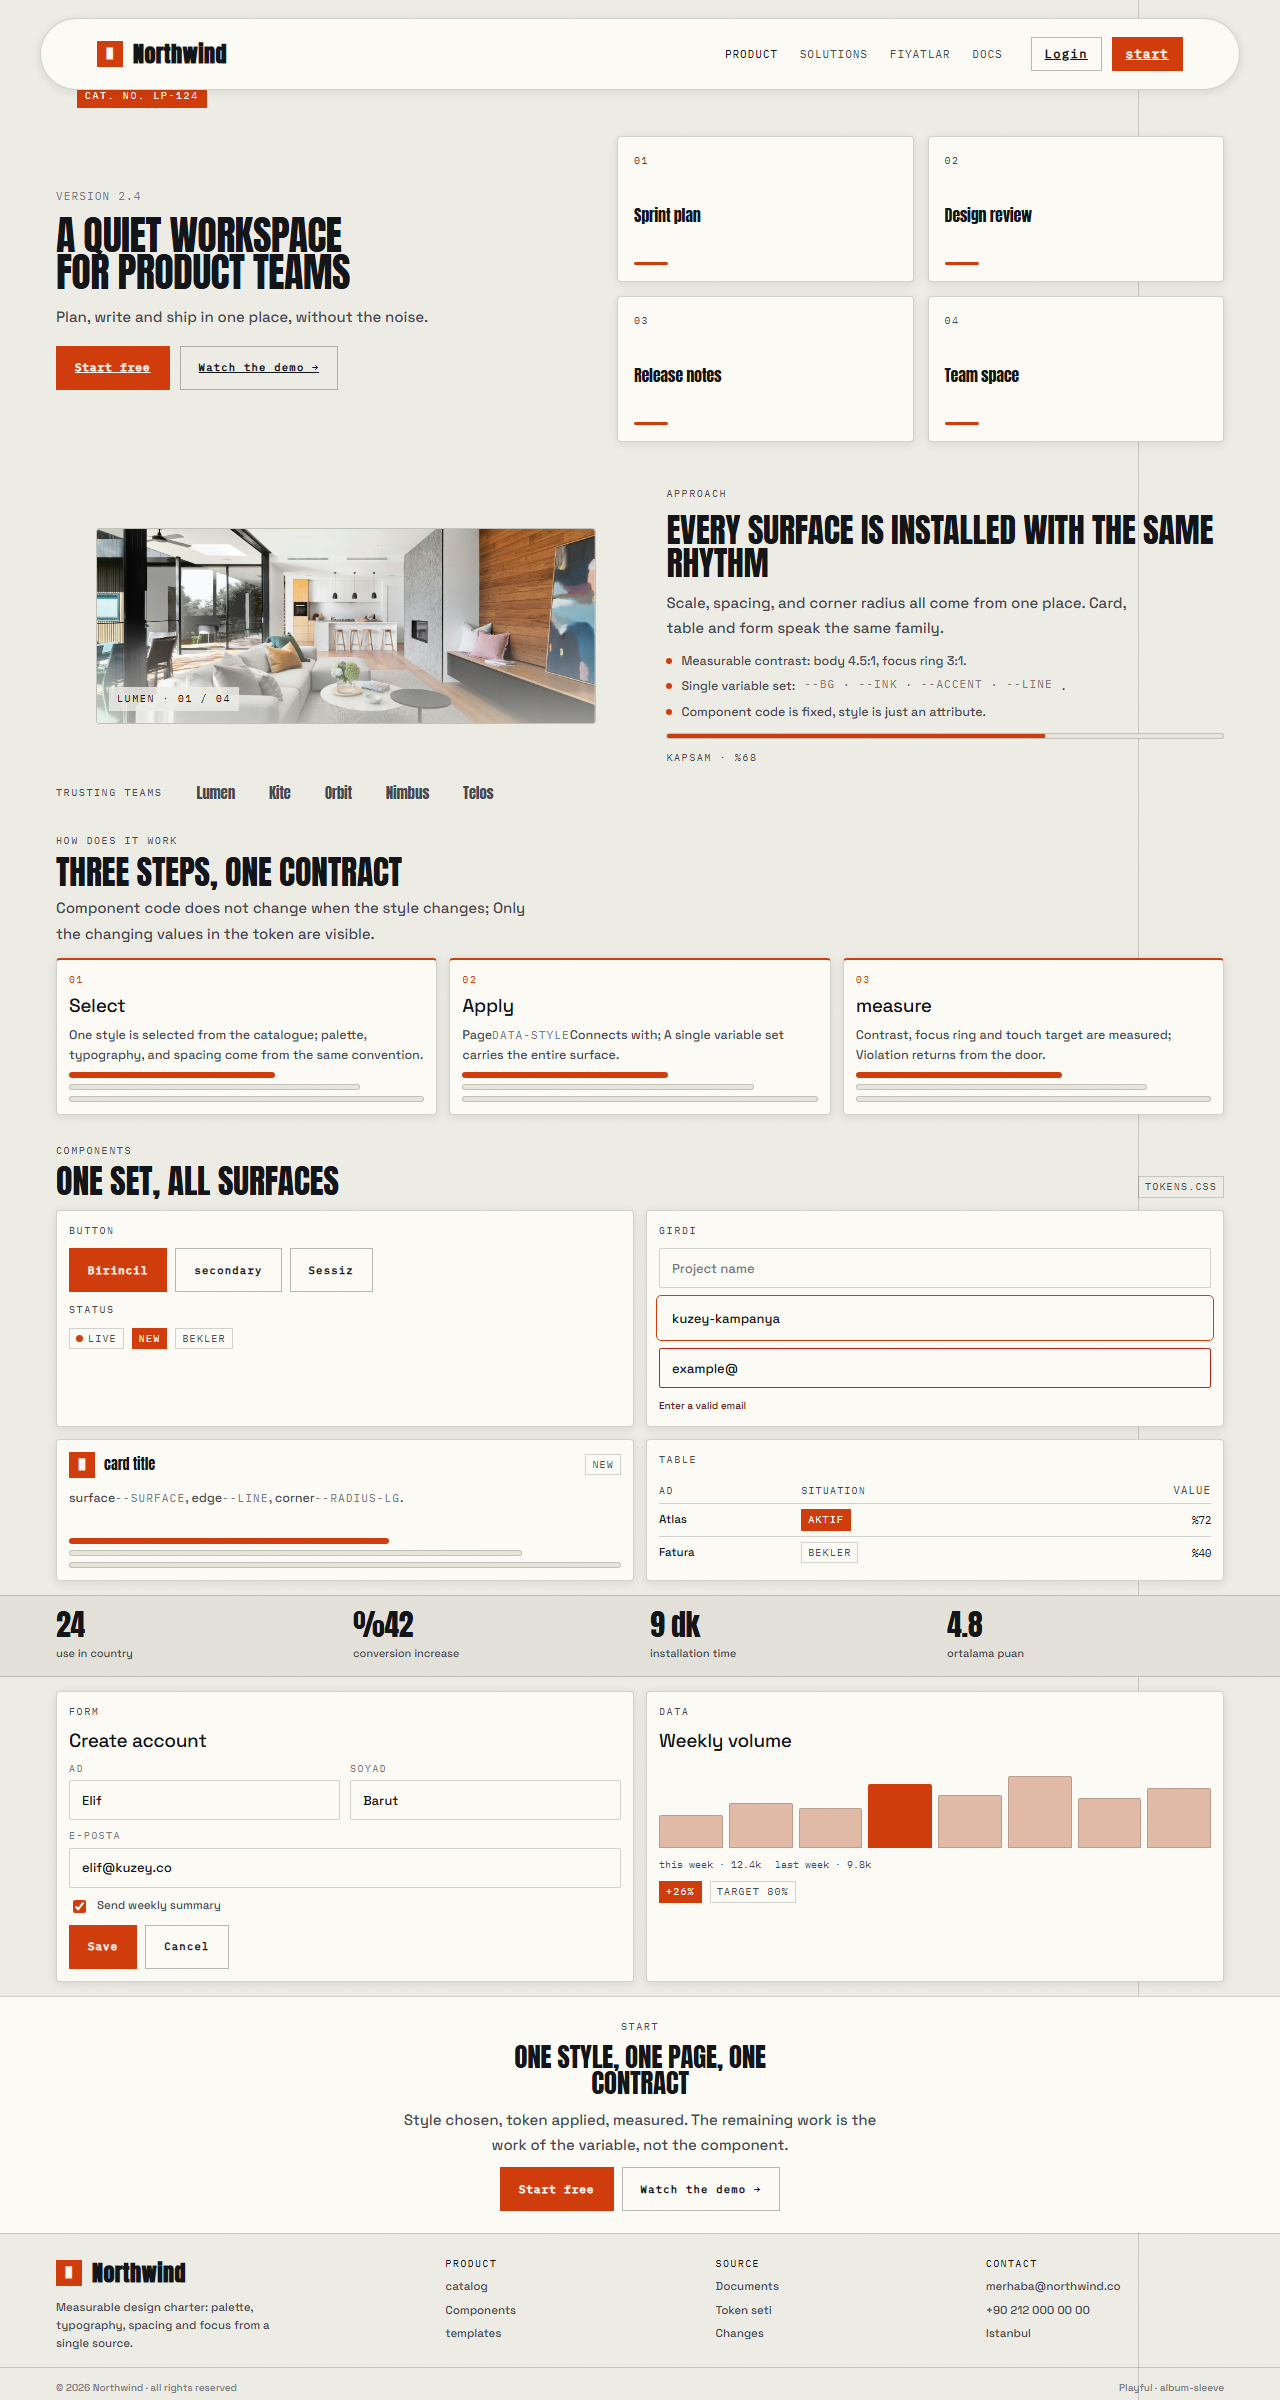 Northwind
PRODUCT SOLUTIONS FIYATLAR DOCS Login start
CAT. NO. LP-124
VERSION 2.4
A QUIET WORKSPACE
FOR PRODUCT TEAMS
Plan, write and ship in one place, without the noise.
Start free Watch the demo →
01
Sprint plan
02
Design review
03
Release notes
04
Team space
LUMEN · 01 / 04
APPROACH
EVERY SURFACE IS INSTALLED WITH THE SAME
RHYTHM
Scale, spacing, and corner radius all come from one place. Card,
table and form speak the same family.
Measurable contrast: body 4.5:1, focus ring 3:1.
Single variable set: --BG · --INK · --ACCENT · --LINE .
Component code is fixed, style is just an attribute.
KAPSAM · %68
TRUSTING TEAMS Lumen Kite Orbit Nimbus Telos
HOW DOES IT WORK
THREE STEPS, ONE CONTRACT
Component code does not change when the style changes; Only
the changing values in the token are visible.
01
Select
One style is selected from the catalogue; palette,
typography, and spacing come from the same convention.
02
Apply
PageDATA-STYLEConnects with; A single variable set
carries the entire surface.
03
measure
Contrast, focus ring and touch target are measured;
Violation returns from the door.
COMPONENTS
ONE SET, ALL SURFACES
TOKENS.CSS
BUTTON
Birincil secondary Sessiz
STATUS
LIVE NEW BEKLER
GIRDI
Project name
kuzey-kampanya
example@
Enter a valid email
card title NEW
surface--SURFACE, edge--LINE, corner--RADIUS-LG.
TABLE
AD SITUATION VALUE
Atlas AKTIF %72
Fatura BEKLER %40
24
use in country
%42
conversion increase
9 dk
installation time
4.8
ortalama puan
FORM
Create account
AD SOYAD
Elif Barut
E-POSTA
elif@kuzey.co
Send weekly summary
Save Cancel
DATA
Weekly volume
this week · 12.4k last week · 9.8k
+26% TARGET 80%
START
ONE STYLE, ONE PAGE, ONE
CONTRACT
Style chosen, token applied, measured. The remaining work is the
work of the variable, not the component.
Start free Watch the demo →
Northwind
Measurable design charter: palette,
typography, spacing and focus from a
single source.
PRODUCT
catalog
Components
templates
SOURCE
Documents
Token seti
Changes
CONTACT
merhaba@northwind.co
+90 212 000 00 00
Istanbul
© 2026 Northwind · all rights reserved
Playful · album-sleeve